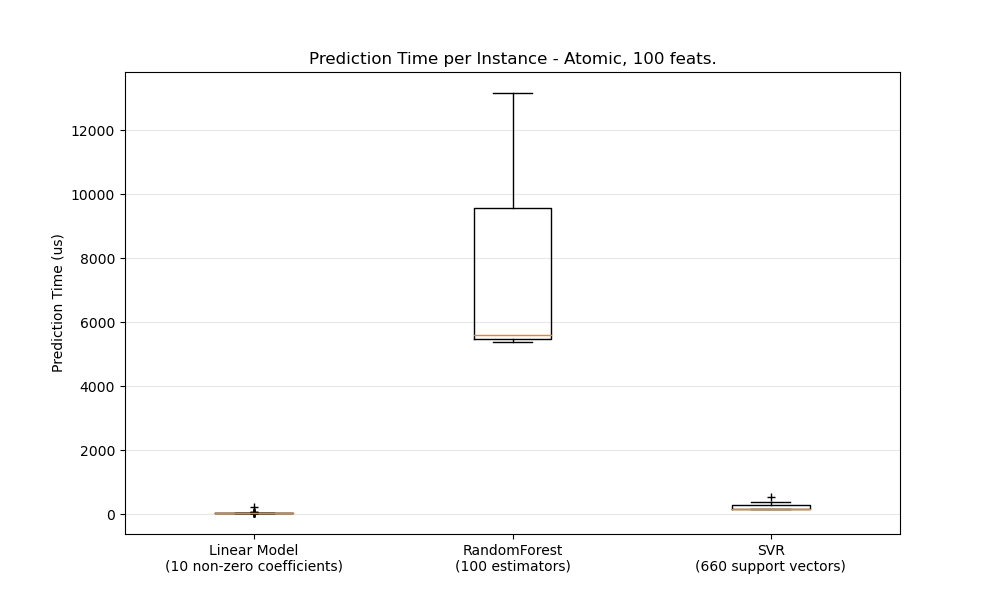 Prediction Time per Instance - Atomic, 100 feats.
Prediction Time (us)
12000
10000
8000
6000
4000
2000
0
Linear Model
(10 non-zero coefficients)
RandomForest
(100 estimators)
SVR
(660 support vectors)